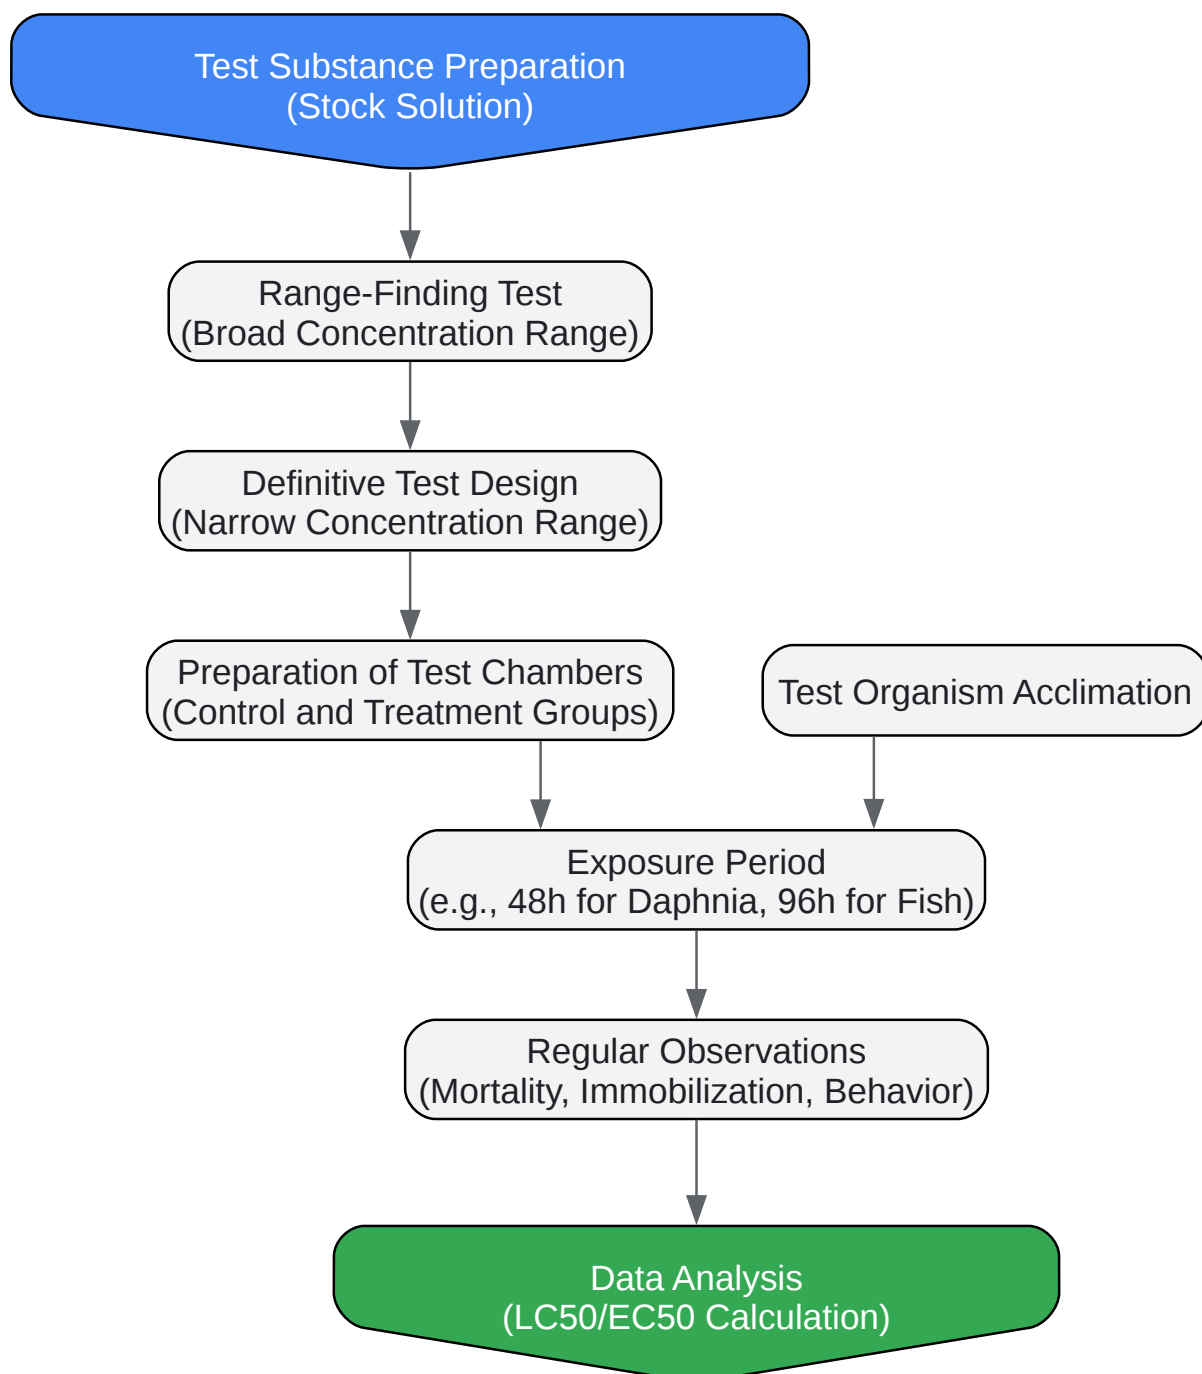 Test Substance Preparation
(Stock Solution)
Range-Finding Test
(Broad Concentration Range)
Definitive Test Design
(Narrow Concentration Range)
Preparation of Test Chambers
(Control and Treatment Groups)
Test Organism Acclimation
Exposure Period
(e.g., 48h for Daphnia, 96h for Fish)
Regular Observations
(Mortality, Immobilization, Behavior)
Data Analysis
(LC50/EC50 Calculation)